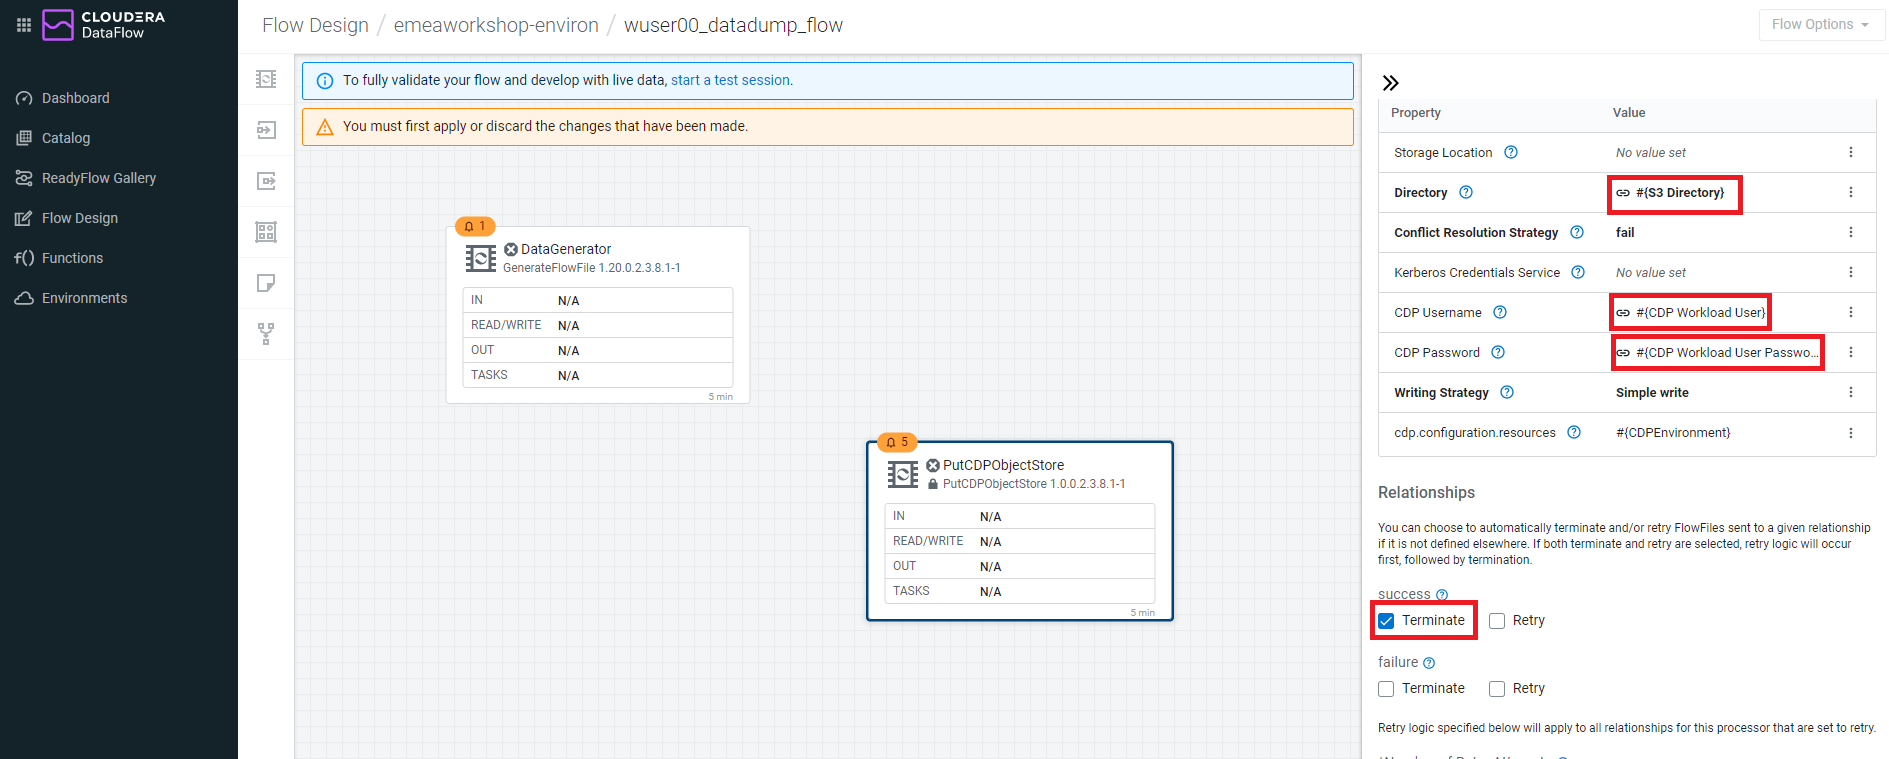 CLOUDERA
DataFlow
Dashboard
Catalog
ReadyFlow Gallery
Flow Design
Functions
Environments
Flow Design / emeaworkshop-environ / wuser00_datadump_flow
Flow Options
To fully validate your flow and develop with live data, start a test session.
You must first apply or discard the changes that have been made.
1
DataGenerator
GenerateFlowFile 1.20.0.2.3.8.1-1
IN N/A
READ/WRITE N/A
OUT N/A
TASKS N/A
5 min
5
PutCDPObjectStore
PutCDPObjectStore 1.0.0.2.3.8.1-1
IN N/A
READ/WRITE N/A
OUT N/A
TASKS N/A
5 min
Property Value
Storage Location No value set
Directory #{S3 Directory}
Conflict Resolution Strategy fail
Kerberos Credentials Service No value set
CDP Username #{CDP Workload User}
CDP Password #{CDP Workload User Passwo...
Writing Strategy Simple write
cdp.configuration.resources #{CDPEnvironment}
Relationships
You can choose to automatically terminate and/or retry FlowFiles sent to a given relationship
if it is not defined elsewhere. If both terminate and retry are selected, retry logic will occur
first, followed by termination.
success
Terminate Retry
failure
Terminate Retry
Retry logic specified below will apply to all relationships for this processor that are set to retry.